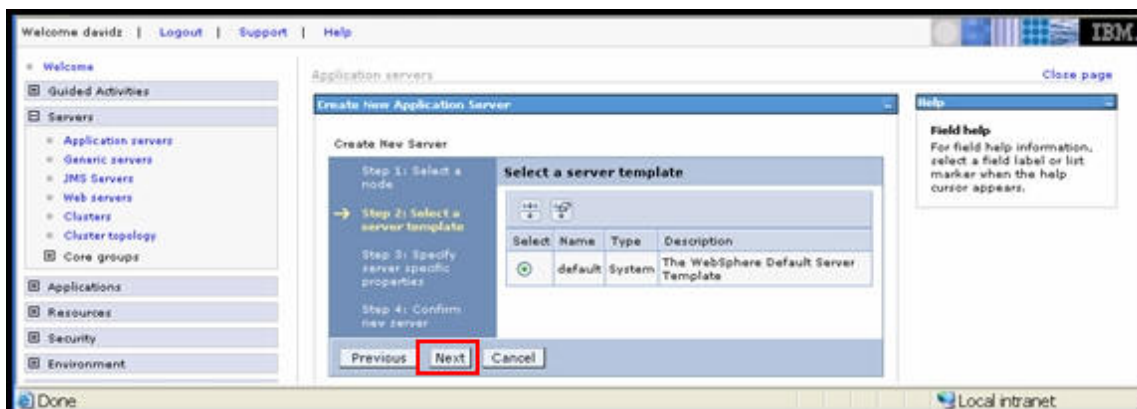 Welcome davidz | Logout | Support | Help
IBM.
Welcome
Guided Activities
Servers
Application servers
Generic servers
JMS Servers
Web servers
Clusters
Cluster topology
Core groups
Applications
Resources
Security
Environment
Application servers
Close page
Create New Application Server
Create New Server
Step 1: Select a
node
Step 2: Select a
server template
Step 3: Specify
server specific
properties
Step 4: Confirm
new server
Select a server template
Select Name Type Description
default System The WebSphere Default Server
Template
Previous Next Cancel
Help
Field help
For field help information,
select a field label or list
marker when the help
cursor appears.
Done
Local intranet